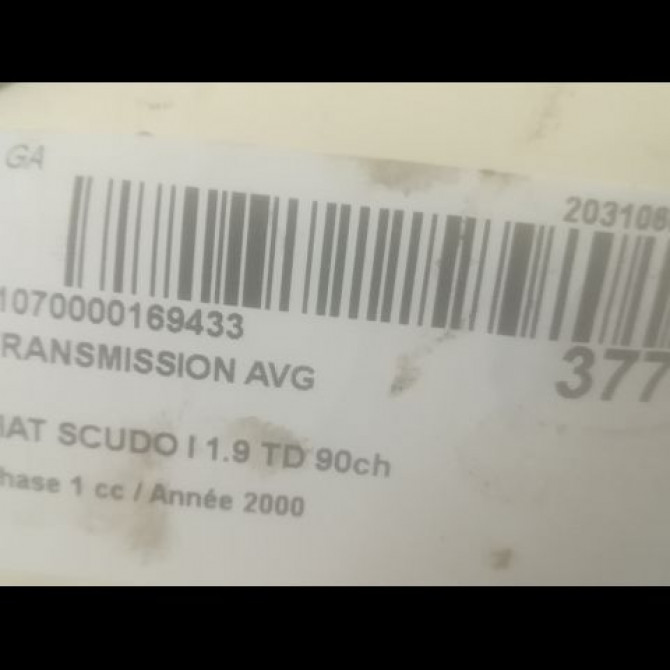 GA
203106
1070000169433
377
RANSMISSION AVG
IAT SCUDO I 1.9 TD 90ch
hase 1 cc / Année 2000